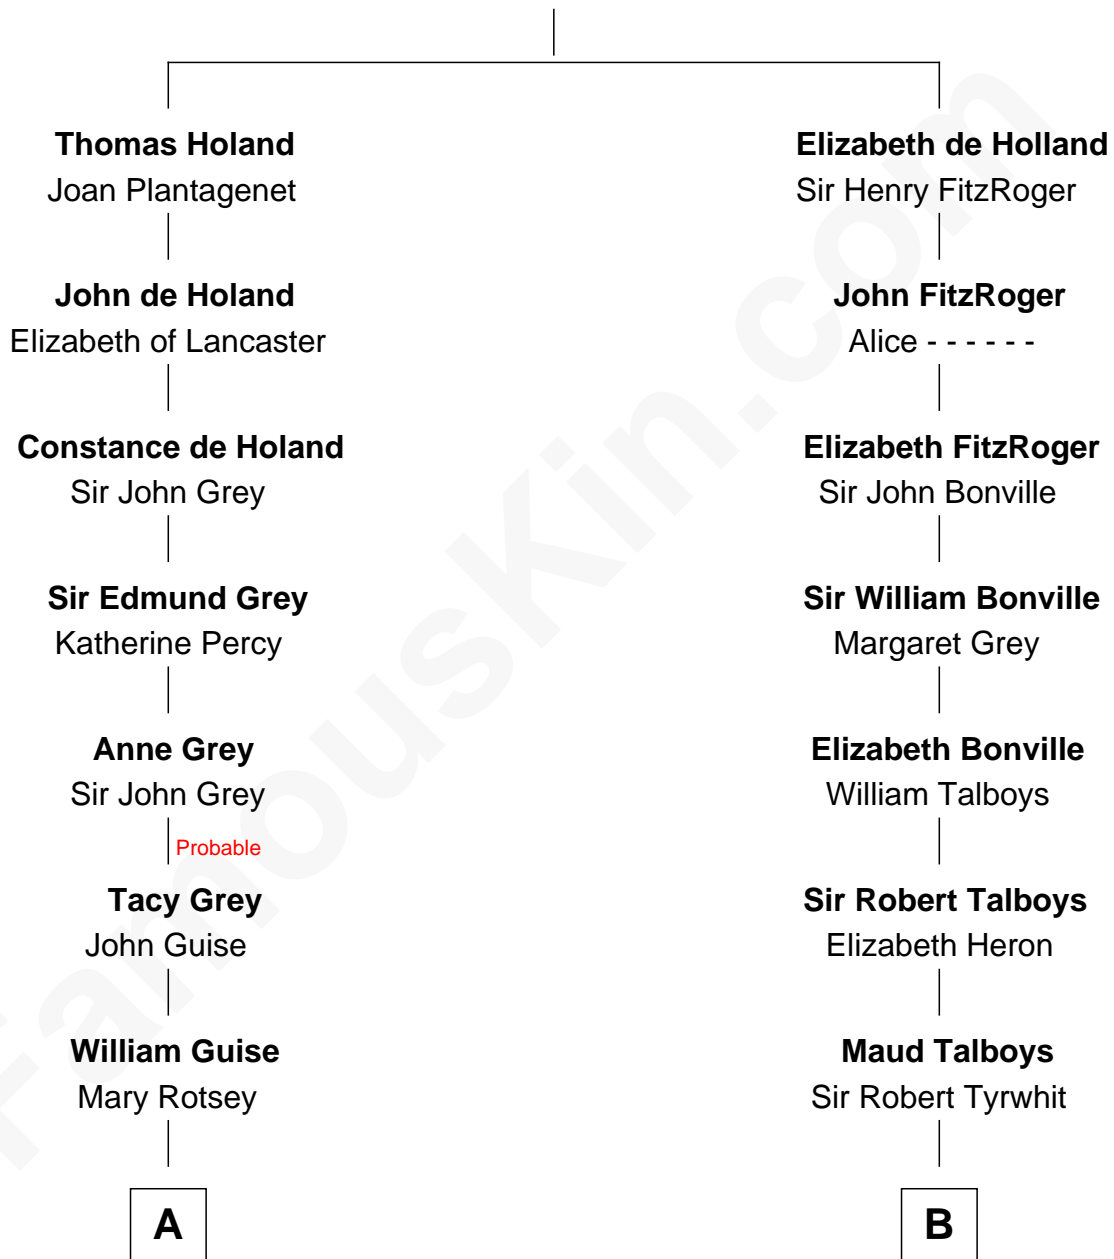 Thomas Holand
Joan Plantagenet
John de Holand
Elizabeth of Lancaster
Constance de Holand
Sir John Grey
Sir Edmund Grey
Katherine Percy
Anne Grey
Sir John Grey
Probable
Tacy Grey
John Guise
William Guise
Mary Rotsey
A
Elizabeth de Holland
Sir Henry FitzRoger
John FitzRoger
Alice - - - - - -
Elizabeth FitzRoger
Sir John Bonville
Sir William Bonville
Margaret Grey
Elizabeth Bonville
William Talboys
Sir Robert Talboys
Elizabeth Heron
Maud Talboys
Sir Robert Tyrwhit
B
FamousKin.com